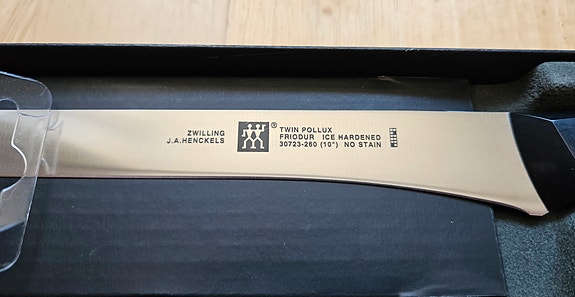 ZWILLING
J.A.HENCKELS
®
TWIN POLLUX
FRIODUR ICE HARDENED
30723-260 (10") NO STAIN